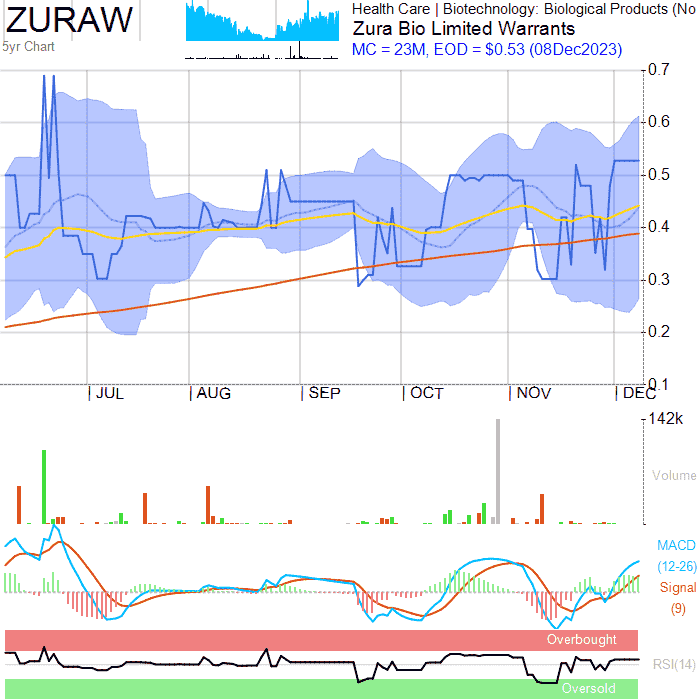 ZURAW
5yr Chart
Health Care | Biotechnology: Biological Products (No
Zura Bio Limited Warrants
MC = 23M, EOD = $0.53 (08Dec2023)
0.7
0.6
0.5
0.4
0.3
0.2
0.1
JUL AUG SEP OCT NOV DEC
142k
Volume
MACD
(12-26)
Signal
(9)
Overbought
RSI(14)
Oversold